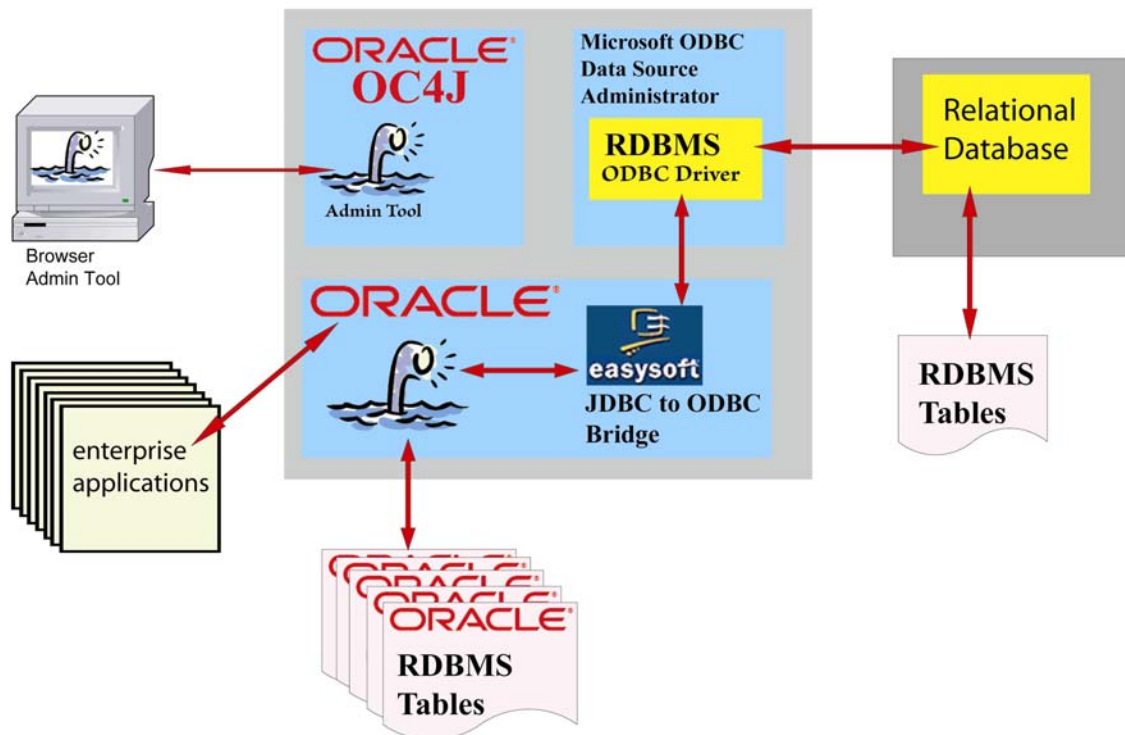 ORACLE®
OC4J
Admin Tool
Microsoft ODBC
Data Source
Administrator
RDBMS
ODBC Driver
Relational
Database
Browser
Admin Tool
ORACLE®
easysoft
JDBC to ODBC
Bridge
RDBMS
Tables
enterprise
applications
ORACLE
ORACLE
ORACLE
ORACLE
ORACLE®
RDBMS
Tables